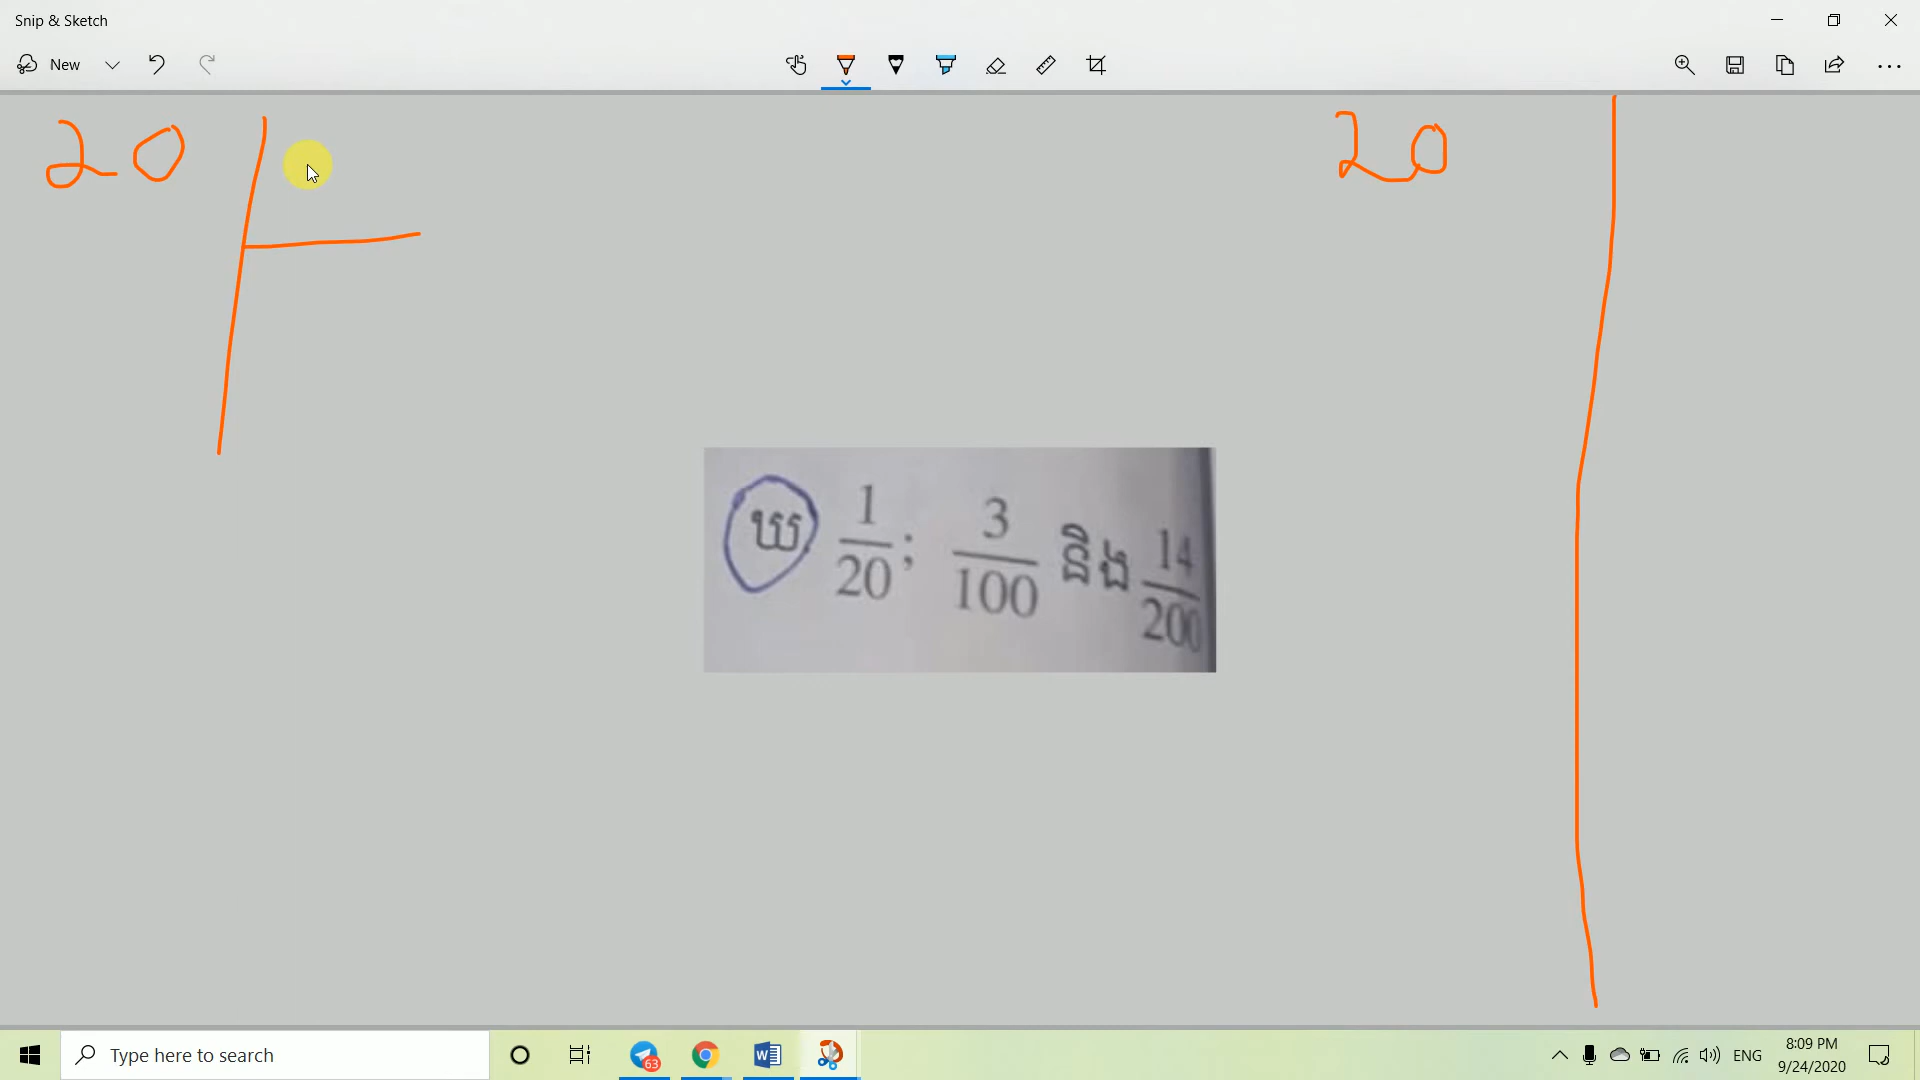 Snip & Sketch
New
20
20
ឃ 1/20 ; 3/100 និង 14/200
Type here to search
63
ENG
8:09 PM
9/24/2020